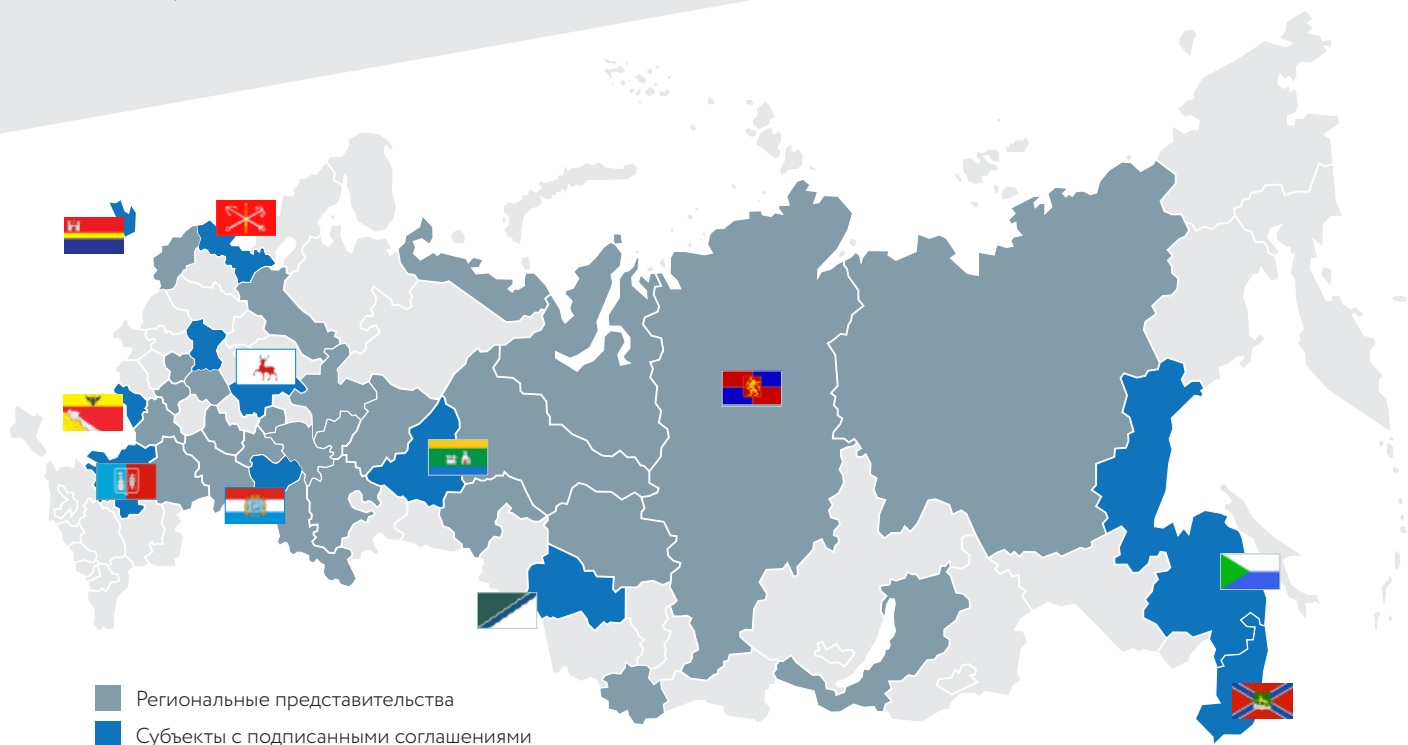 Региональные представительства
Субъекты с подписанными соглашениями